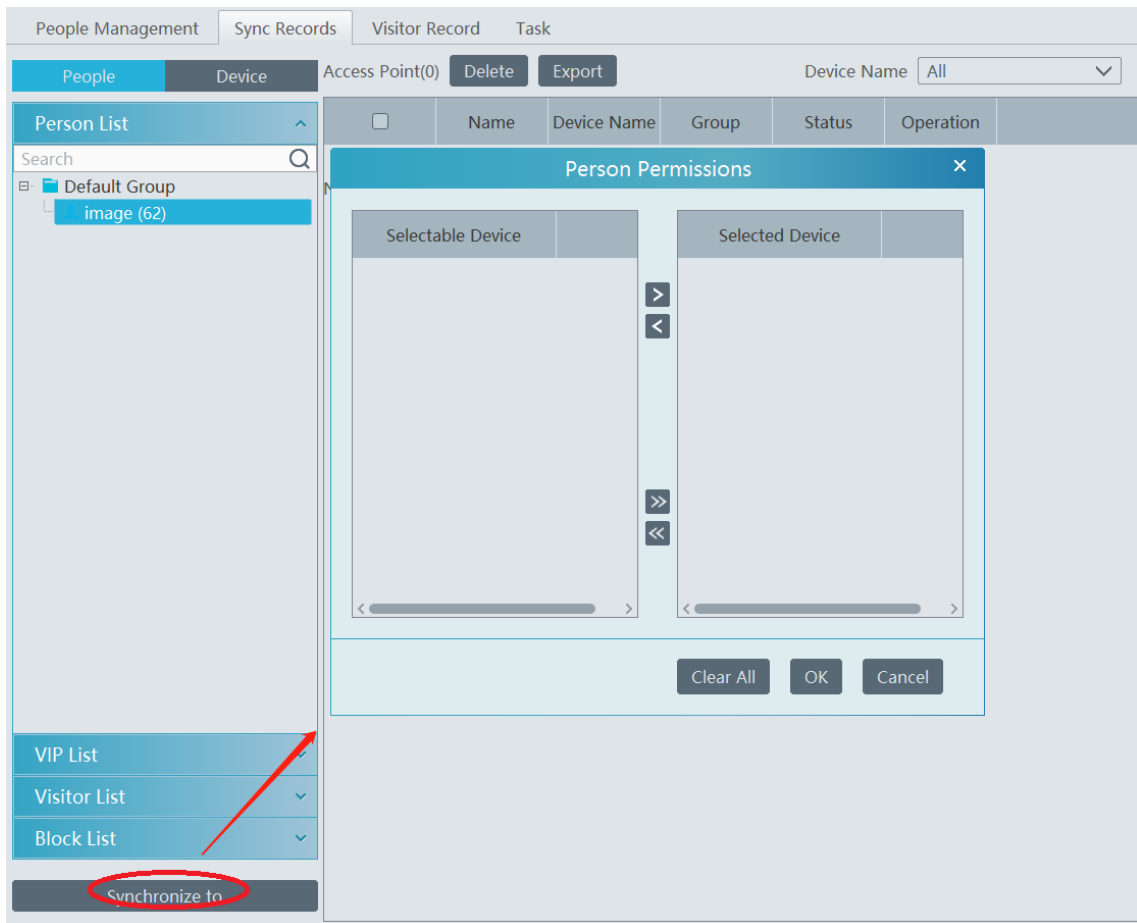 People Management Sync Records Visitor Record Task
People Device Access Point(0) Delete Export Device Name All
Person List Name Device Name Group Status Operation
Search
Person Permissions
Default Group
image (62)
Selectable Device Selected Device
Clear All OK Cancel
VIP List
Visitor List
Block List
Synchronize to